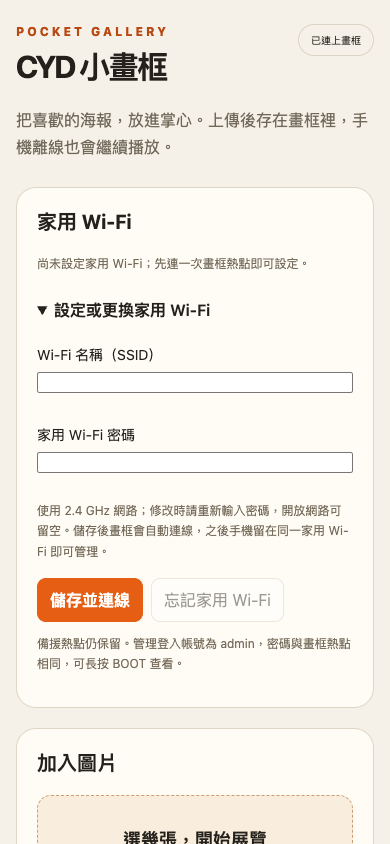 POCKET GALLERY
CYD 小畫框
已連上畫框
把喜歡的海報，放進掌心。上傳後存在畫框裡，手
機離線也會繼續播放。
家用 Wi-Fi
尚未設定家用 Wi-Fi；先連一次畫框熱點即可設定。
▼ 設定或更換家用 Wi-Fi
Wi-Fi 名稱（SSID）
家用 Wi-Fi 密碼
使用 2.4 GHz 網路；修改時請重新輸入密碼，開放網路可
留空。儲存後畫框會自動連線，之後手機留在同一家用 Wi-
Fi 即可管理。
儲存並連線
忘記家用 Wi-Fi
備援熱點仍保留。管理登入帳號為 admin，密碼與畫框熱點
相同，可長按 BOOT 查看。
加入圖片
選幾張，開始展覽